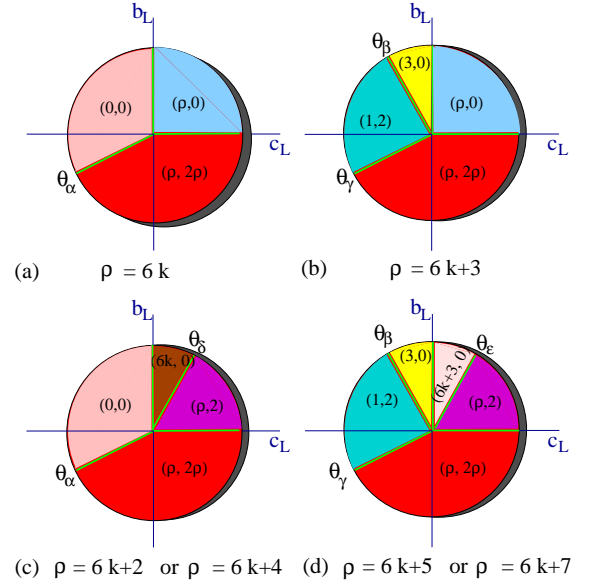 b_L
(0,0)
(ρ,0)
c_L
(ρ, 2ρ)
θ_α
(a) ρ = 6 k
b_L
θ_β
(3,0)
(ρ,0)
(1,2)
c_L
(ρ, 2ρ)
θ_γ
(b) ρ = 6 k+3
b_L
θ_δ
(6k, 0)
(0,0)
(ρ,2)
c_L
θ_α
(ρ, 2ρ)
(c) ρ = 6 k+2 or ρ = 6 k+4
b_L
θ_β
θ_ε
(3,0)
(6k+3, 0)
(1,2)
(ρ,2)
c_L
θ_γ
(ρ, 2ρ)
(d) ρ = 6 k+5 or ρ = 6 k+7